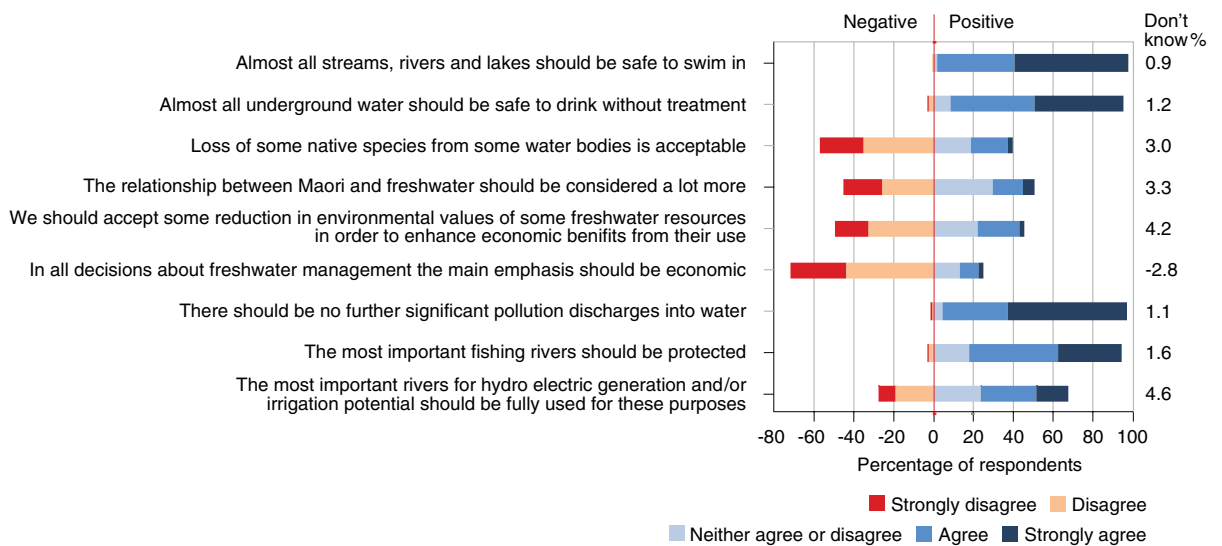 Negative Positive Don't know%
Almost all streams, rivers and lakes should be safe to swim in 0.9
Almost all underground water should be safe to drink without treatment 1.2
Loss of some native species from some water bodies is acceptable 3.0
The relationship between Maori and freshwater should be considered a lot more 3.3
We should accept some reduction in environmental values of some freshwater resources
in order to enhance economic benifits from their use 4.2
In all decisions about freshwater management the main emphasis should be economic -2.8
There should be no further significant pollution discharges into water 1.1
The most important fishing rivers should be protected 1.6
The most important rivers for hydro electric generation and/or
irrigation potential should be fully used for these purposes 4.6
-80 -60 -40 -20 0 20 40 60 80 100
Percentage of respondents
Strongly disagree Disagree
Neither agree or disagree Agree Strongly agree